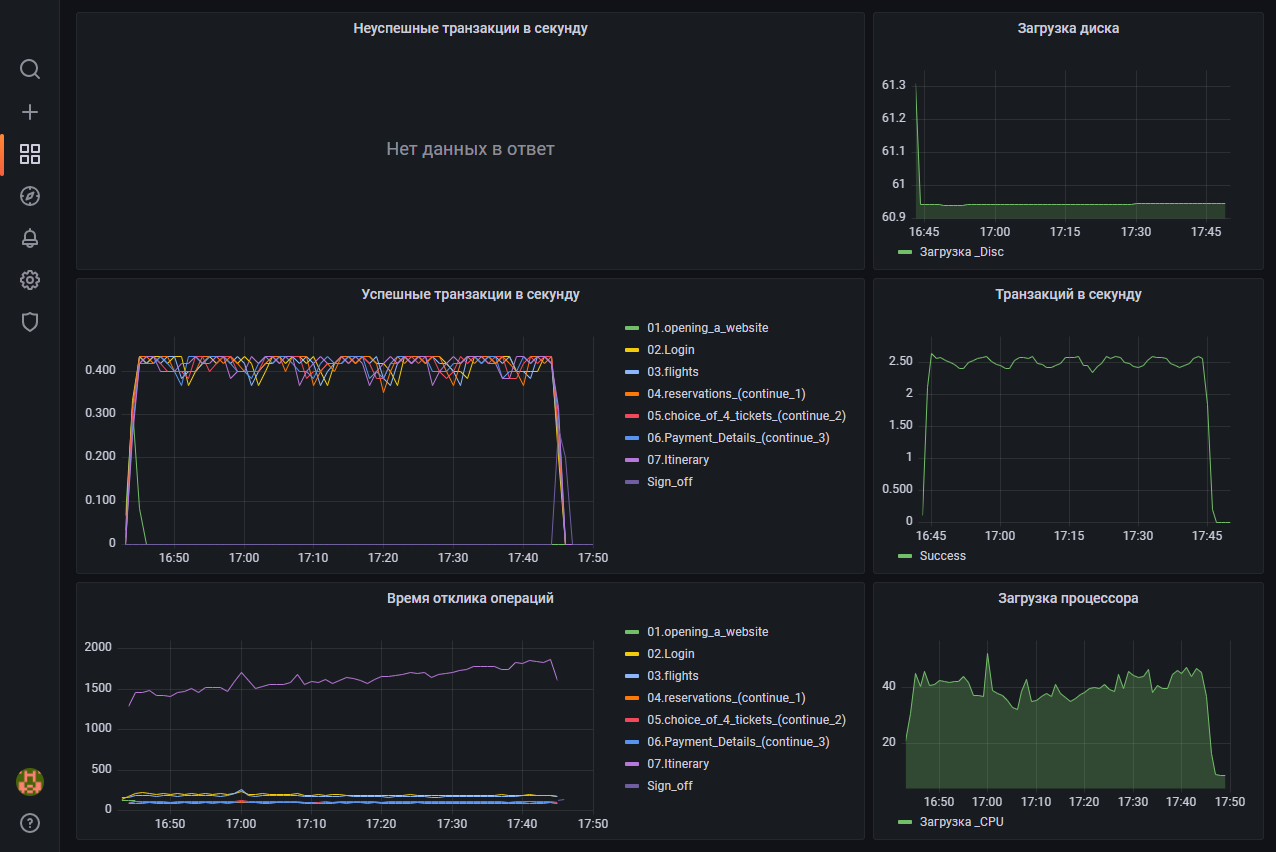 Неуспешные транзакции в секунду
Нет данных в ответ
Загрузка диска
61.3
61.2
61.1
61
60.9
16:45 17:00 17:15 17:30 17:45
Загрузка _Disc
Успешные транзакции в секунду
0.400
0.300
0.200
0.100
0
16:50 17:00 17:10 17:20 17:30 17:40 17:50
01.opening_a_website
02.Login
03.flights
04.reservations_(continue_1)
05.choice_of_4_tickets_(continue_2)
06.Payment_Details_(continue_3)
07.Itinerary
Sign_off
Транзакций в секунду
2.50
2
1.50
1
0.500
0
16:45 17:00 17:15 17:30 17:45
Success
Время отклика операций
2000
1500
1000
500
0
16:50 17:00 17:10 17:20 17:30 17:40 17:50
01.opening_a_website
02.Login
03.flights
04.reservations_(continue_1)
05.choice_of_4_tickets_(continue_2)
06.Payment_Details_(continue_3)
07.Itinerary
Sign_off
Загрузка процессора
40
20
16:50 17:00 17:10 17:20 17:30 17:40 17:50
Загрузка _CPU